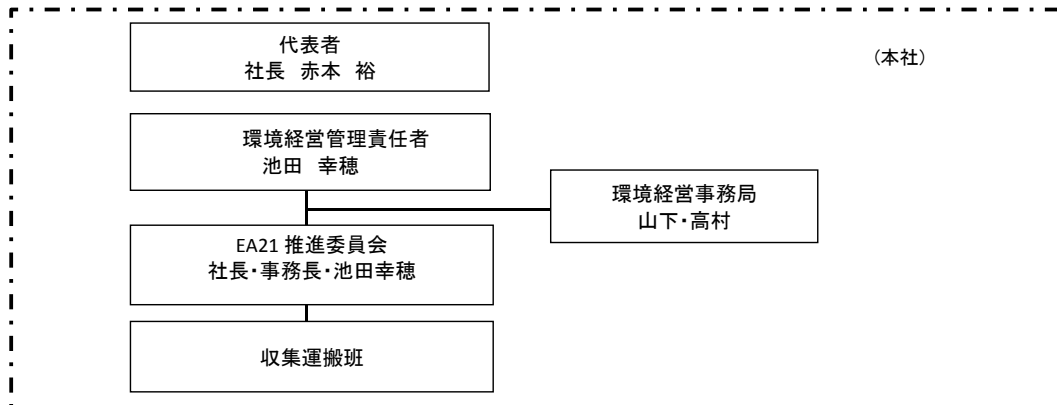 代表者
社長 赤本 裕
(本社)
環境経営管理責任者
池田 幸穂
環境経営事務局
山下・高村
EA21 推進委員会
社長・事務長・池田幸穂
収集運搬班